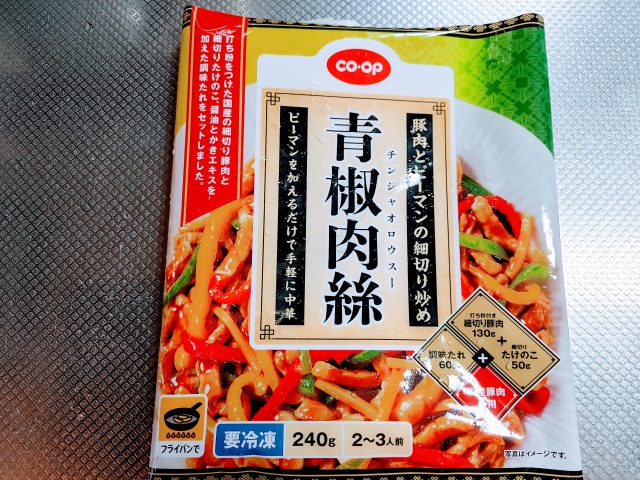 打ち粉をつけた国産の細切り豚肉と
細切りたけのこ、醤油とかきエキスを
加えた調味たれをセットしました。
CO・OP
豚肉とピーマンの細切り炒め
チンジャオロウスー
青椒肉絲
ピーマンを加えるだけで手軽に中華
打ち粉付き
細切り豚肉
130g
+
調味たれ
60g
+
細切り
たけのこ
50g
豚肉
用
フライパンで
要冷凍
240g
2～3人前
写真はイメージです。